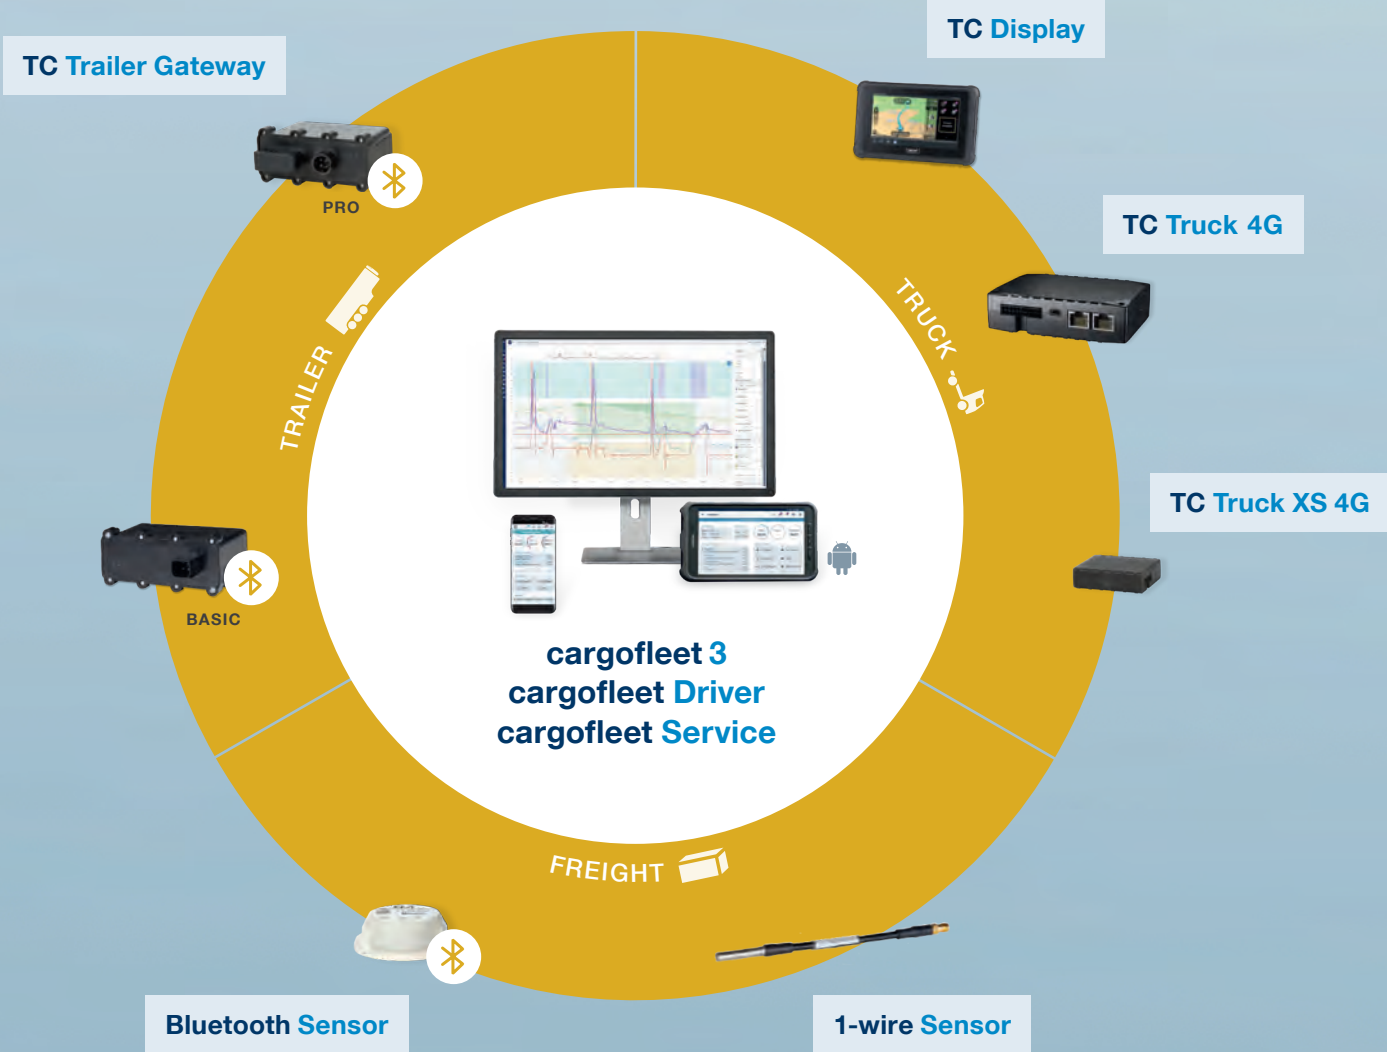 TC Display
TC Trailer Gateway
PRO
TC Truck 4G
TRUCK
TRAILER
TC Truck XS 4G
BASIC
cargofleet 3
cargofleet Driver
cargofleet Service
FREIGHT
Bluetooth Sensor
1-wire Sensor